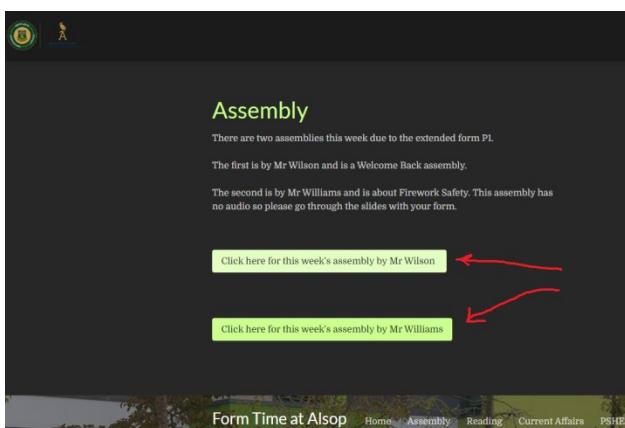 Assembly
There are two assemblies this week due to the extended form P1.
The first is by Mr Wilson and is a Welcome Back assembly.
The second is by Mr Williams and is about Firework Safety. This assembly has
no audio so please go through the slides with your form.
Click here for this week's assembly by Mr Wilson
Click here for this week's assembly by Mr Williams
Form Time at Alsop Home Assembly Reading Current Affairs PSHE